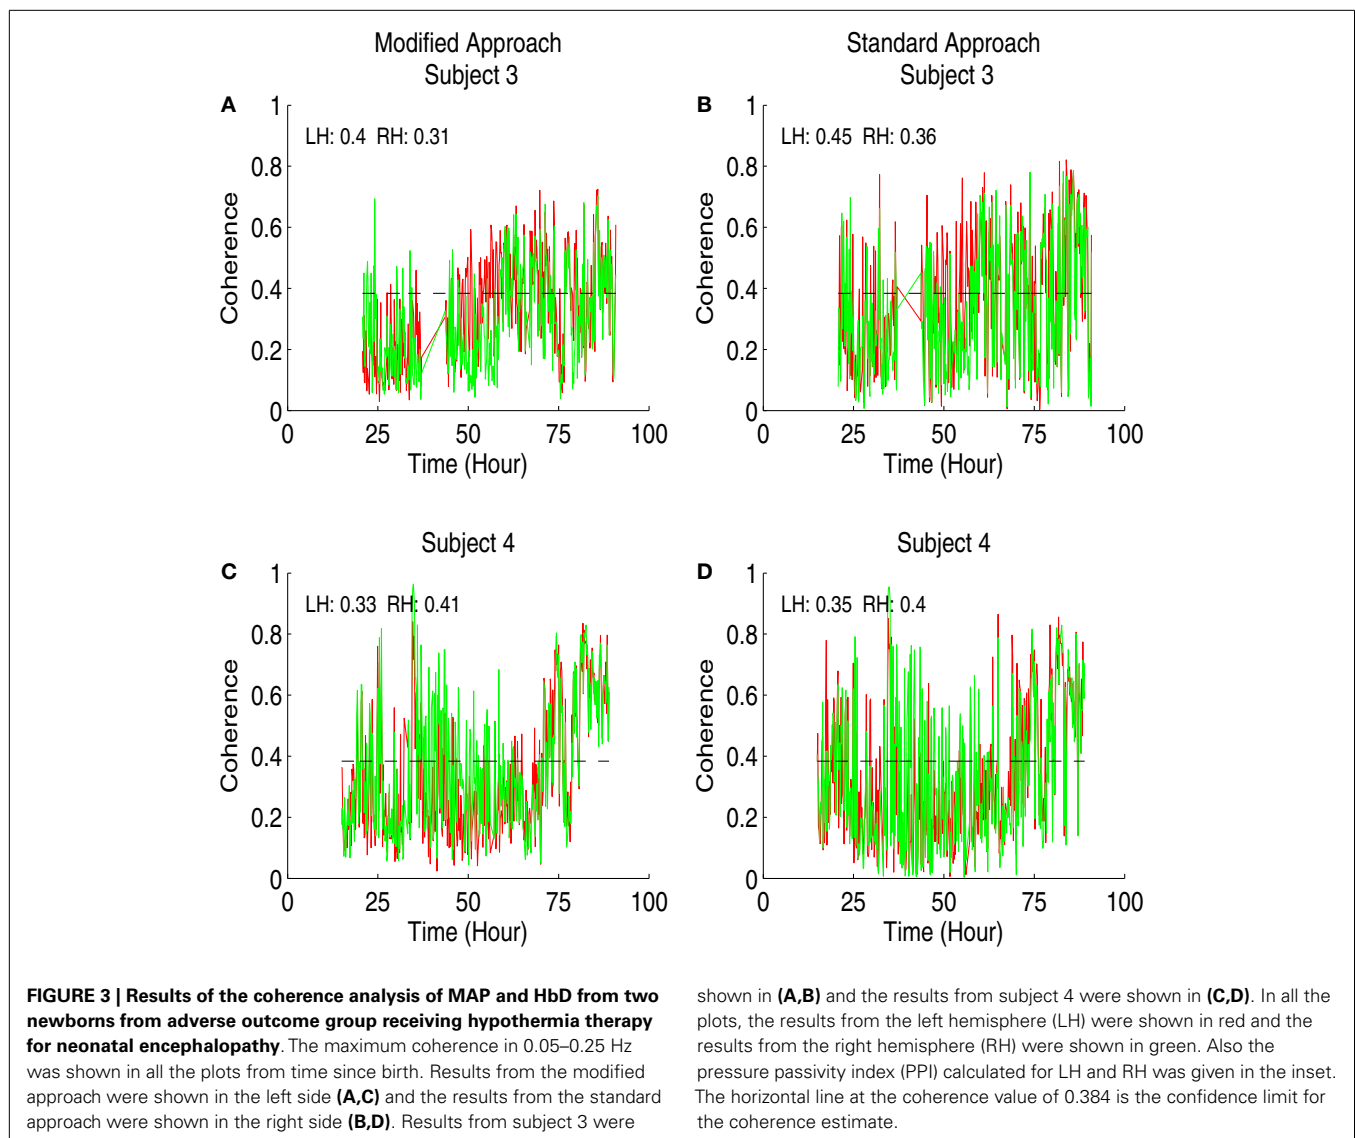 Modified Approach
Subject 3
A
LH: 0.4 RH: 0.31
1
0.8
0.6
0.4
0.2
0
Coherence
0 25 50 75 100
Time (Hour)
Standard Approach
Subject 3
B
LH: 0.45 RH: 0.36
1
0.8
0.6
0.4
0.2
0
Coherence
0 25 50 75 100
Time (Hour)
Subject 4
C
LH: 0.33 RH: 0.41
1
0.8
0.6
0.4
0.2
0
Coherence
0 25 50 75 100
Time (Hour)
Subject 4
D
LH: 0.35 RH: 0.4
1
0.8
0.6
0.4
0.2
0
Coherence
0 25 50 75 100
Time (Hour)
FIGURE 3 | Results of the coherence analysis of MAP and HbD from two
newborns from adverse outcome group receiving hypothermia therapy
for neonatal encephalopathy. The maximum coherence in 0.05–0.25 Hz
was shown in all the plots from time since birth. Results from the modified
approach were shown in the left side (A,C) and the results from the standard
approach were shown in the right side (B,D). Results from subject 3 were
shown in (A,B) and the results from subject 4 were shown in (C,D). In all the
plots, the results from the left hemisphere (LH) were shown in red and the
results from the right hemisphere (RH) were shown in green. Also the
pressure passivity index (PPI) calculated for LH and RH was given in the inset.
The horizontal line at the coherence value of 0.384 is the confidence limit for
the coherence estimate.